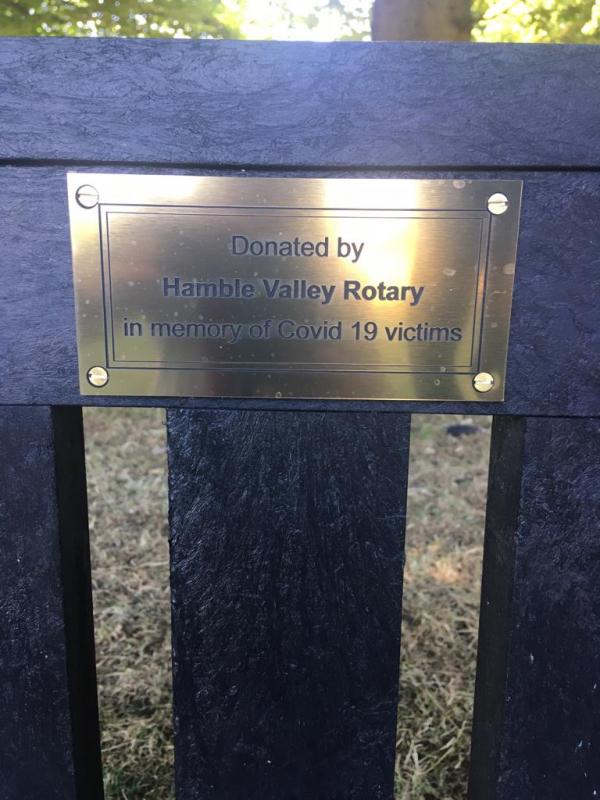 Donated by
Hamble Valley Rotary
in memory of Covid 19 victims